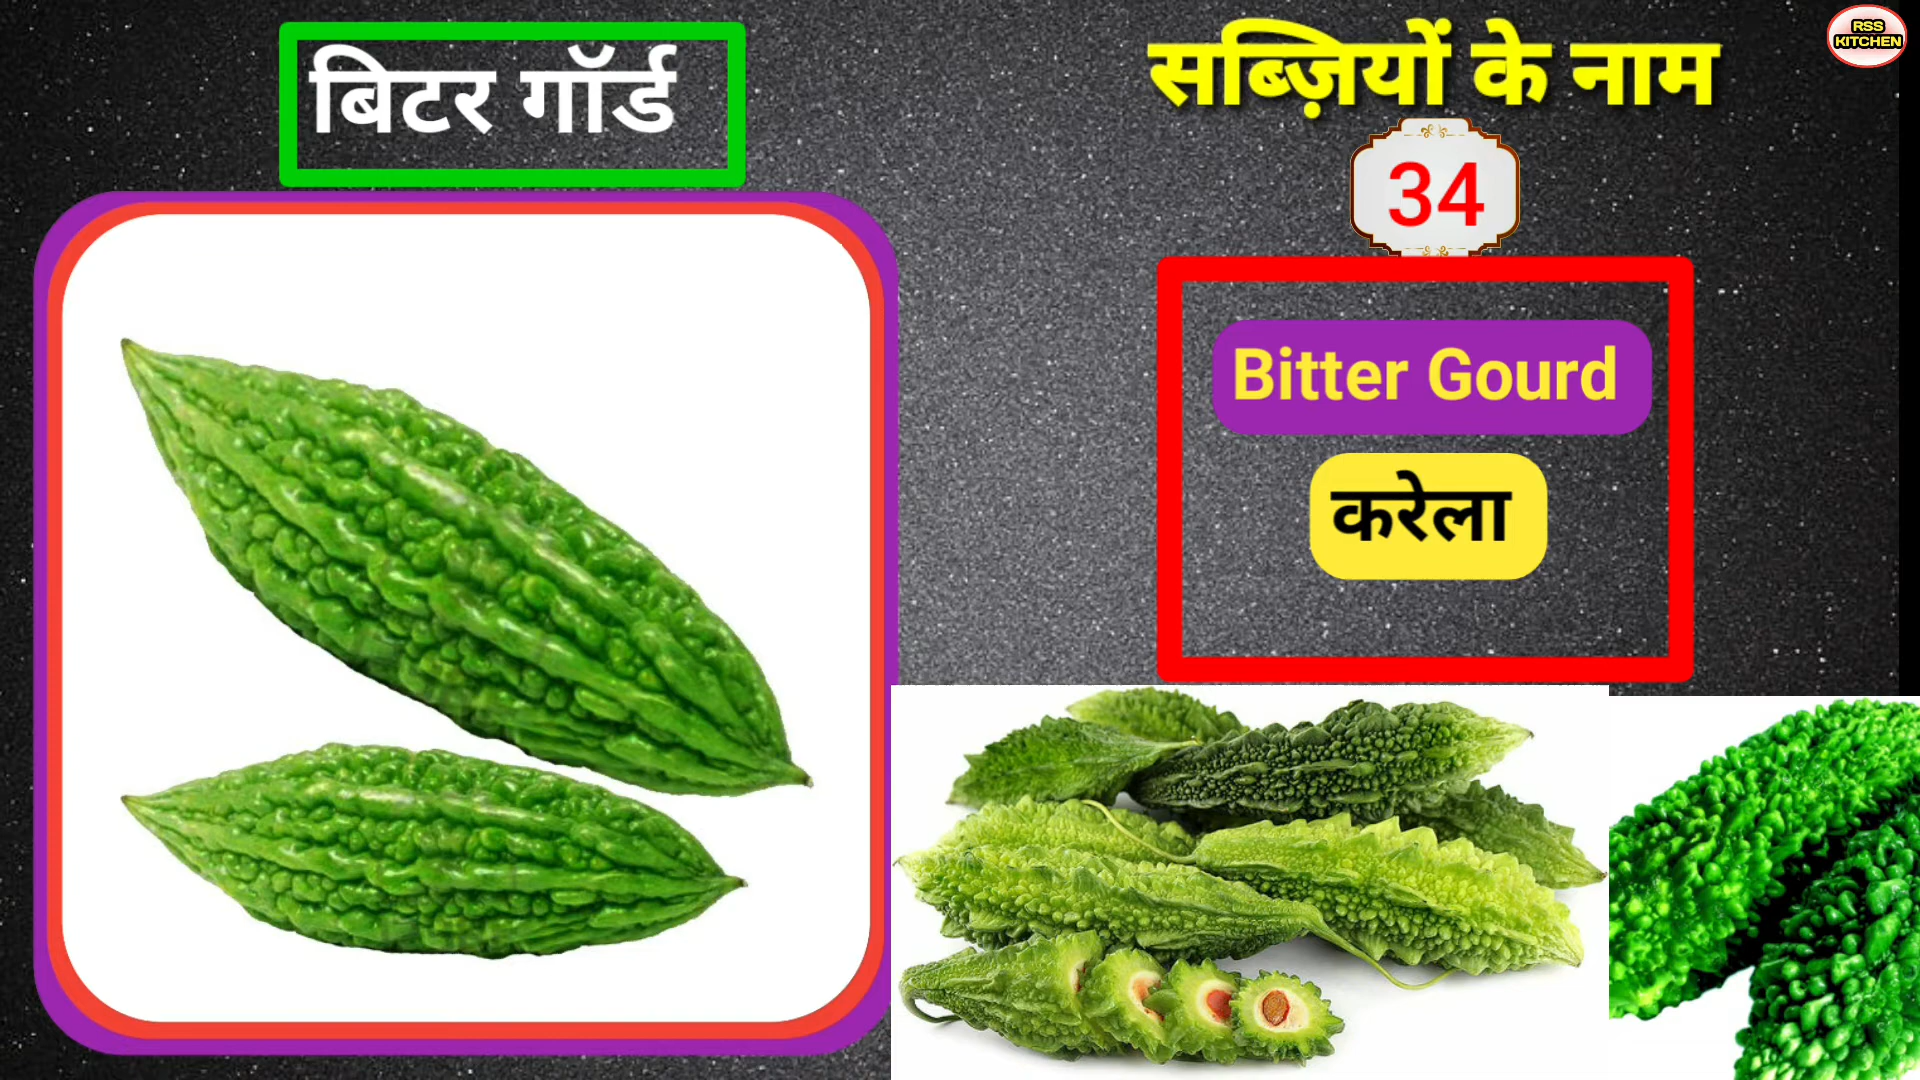 बिटर गॉर्ड
सब्ज़ियों के नाम
RSS
KITCHEN
34
Bitter Gourd
करेला